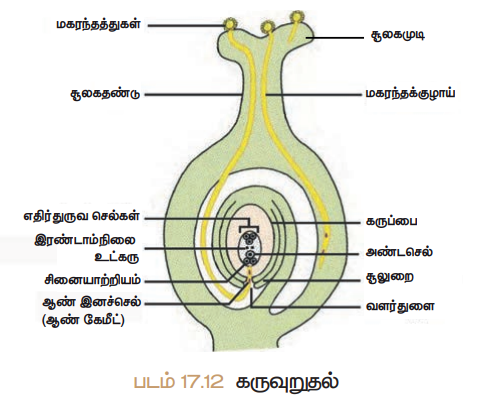 மகரந்தத்துகள்
சூலகமுடி
சூலகதண்டு
மகரந்தக்குழாய்
எதிர்துருவ செல்கள்
கருப்பை
இரண்டாம்நிலை
உட்கரு
அண்டசெல்
சினையாற்றியம்
சூலுறை
ஆண் இனச்செல்
(ஆண் கேமீட்)
வளர்துளை
படம் 17.12 கருவுறுதல்